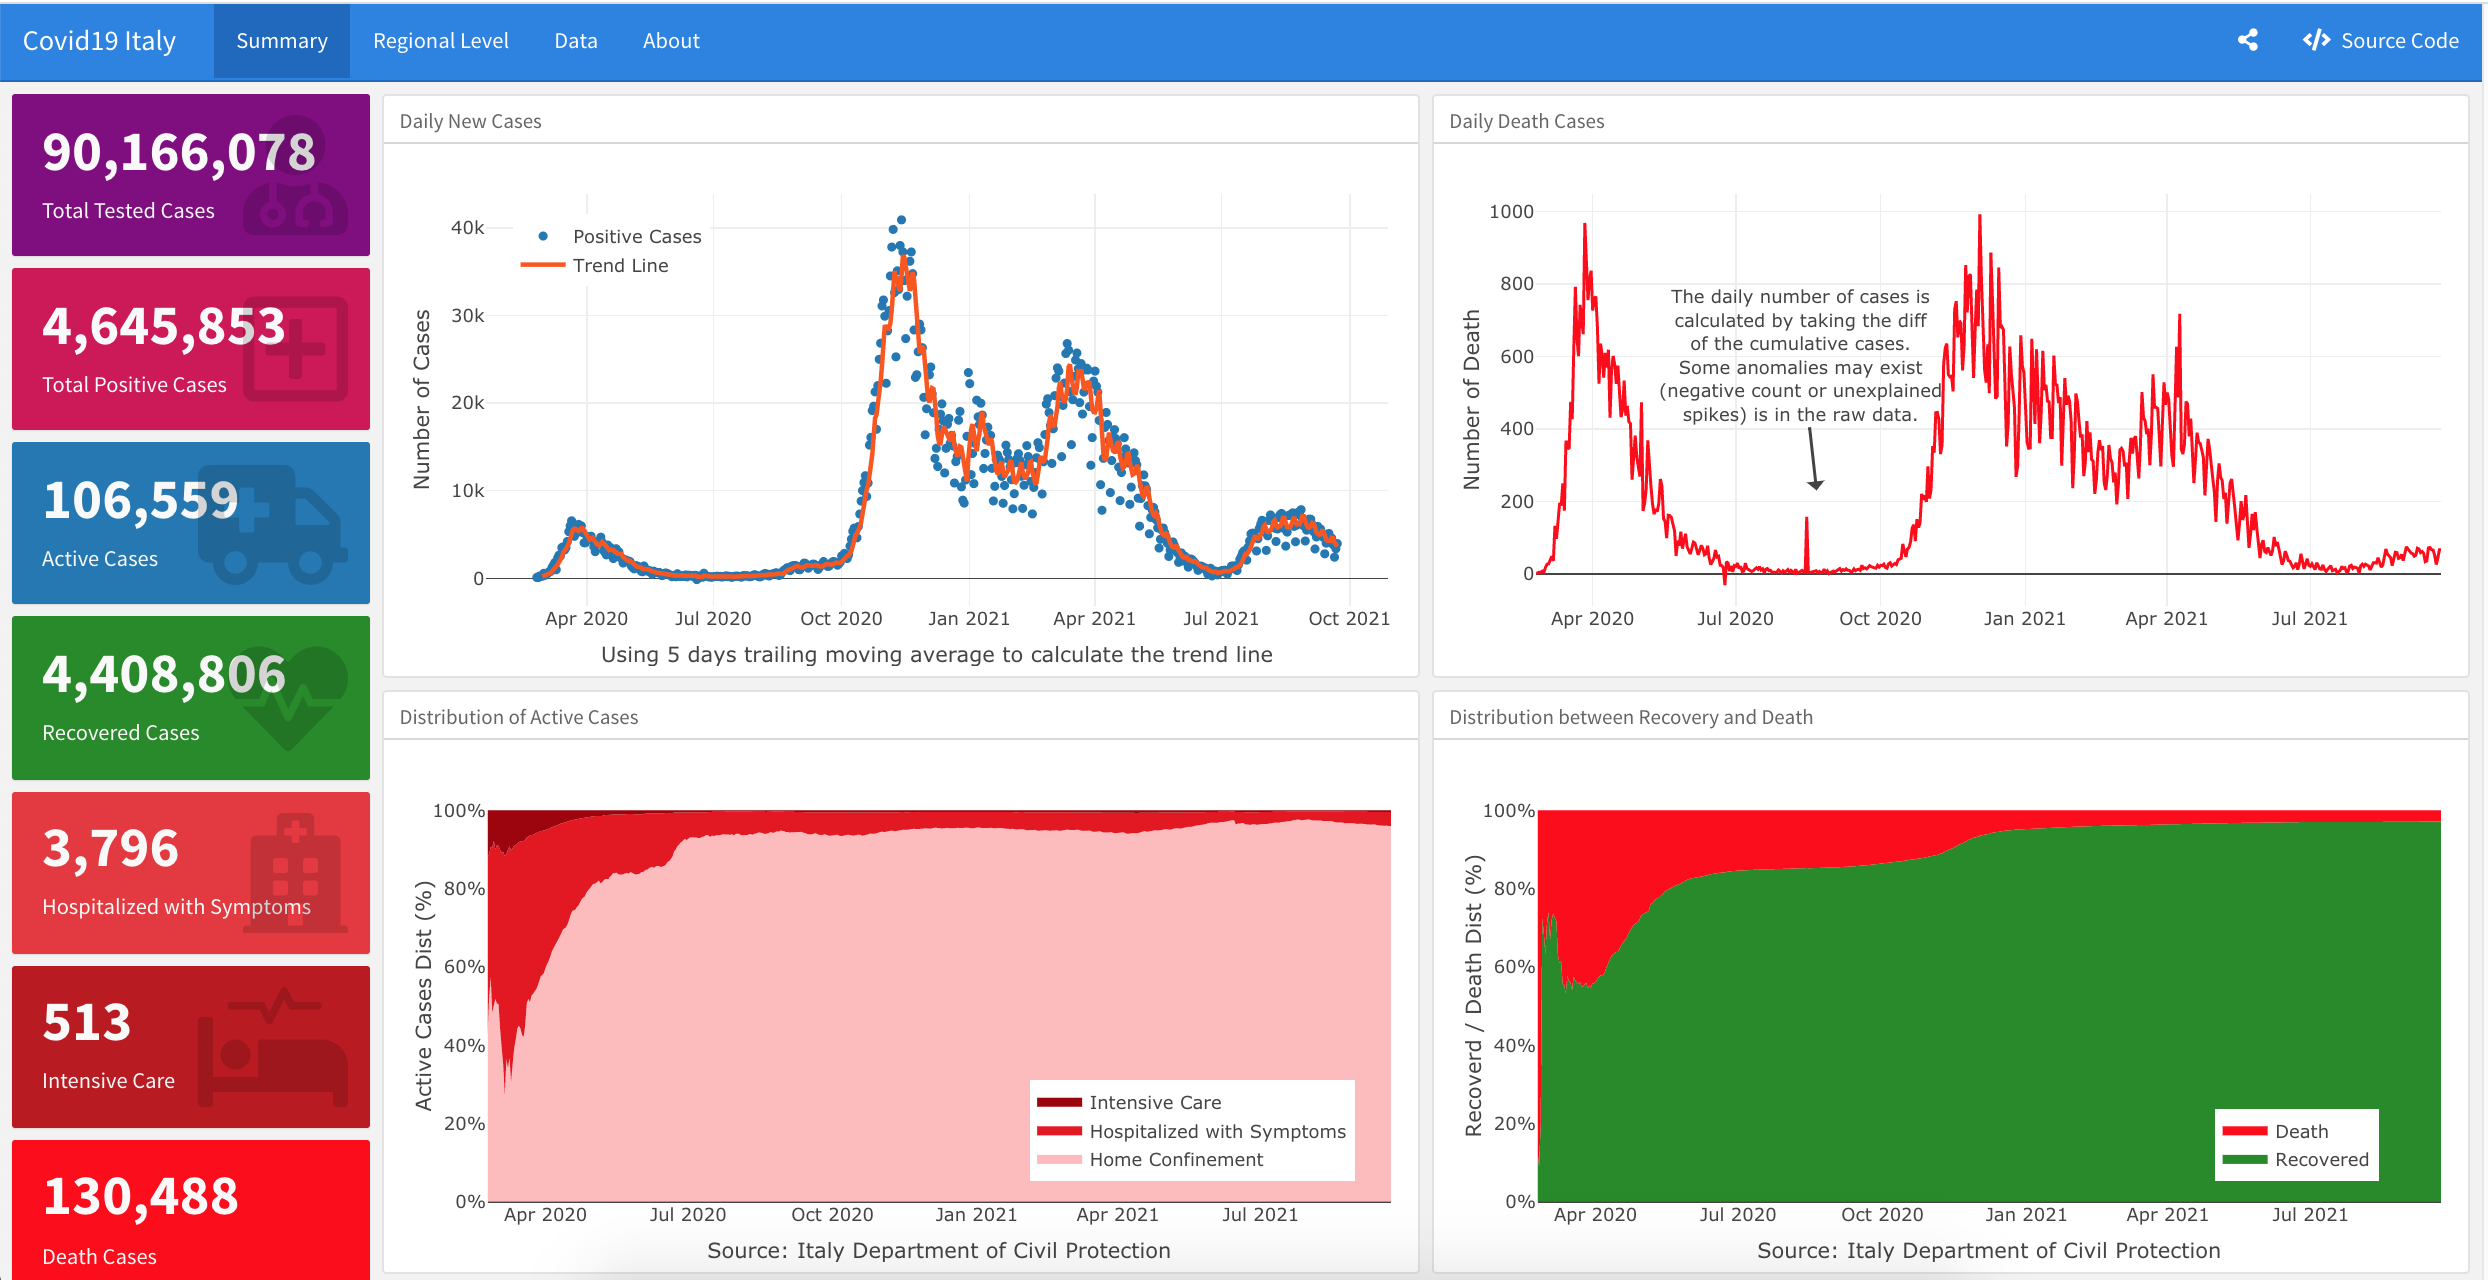 Covid19 Italy
Summary
Regional Level
Data
About
Source Code
90,166,078
Total Tested Cases
4,645,853
Total Positive Cases
106,559
Active Cases
4,408,806
Recovered Cases
3,796
Hospitalized with Symptoms
513
Intensive Care
130,488
Death Cases
Daily New Cases
Positive Cases
Trend Line
Number of Cases
40k
30k
20k
10k
0
Apr 2020
Jul 2020
Oct 2020
Jan 2021
Apr 2021
Jul 2021
Oct 2021
Using 5 days trailing moving average to calculate the trend line
Daily Death Cases
Number of Death
1000
800
600
400
200
0
The daily number of cases is
calculated by taking the diff
of the cumulative cases.
Some anomalies may exist
(negative count or unexplained
spikes) is in the raw data.
Apr 2020
Jul 2020
Oct 2020
Jan 2021
Apr 2021
Jul 2021
Distribution of Active Cases
Active Cases Dist (%)
100%
80%
60%
40%
20%
0%
Intensive Care
Hospitalized with Symptoms
Home Confinement
Apr 2020
Jul 2020
Oct 2020
Jan 2021
Apr 2021
Jul 2021
Source: Italy Department of Civil Protection
Distribution between Recovery and Death
Recoverd / Death Dist (%)
100%
80%
60%
40%
20%
0%
Death
Recovered
Apr 2020
Jul 2020
Oct 2020
Jan 2021
Apr 2021
Jul 2021
Source: Italy Department of Civil Protection